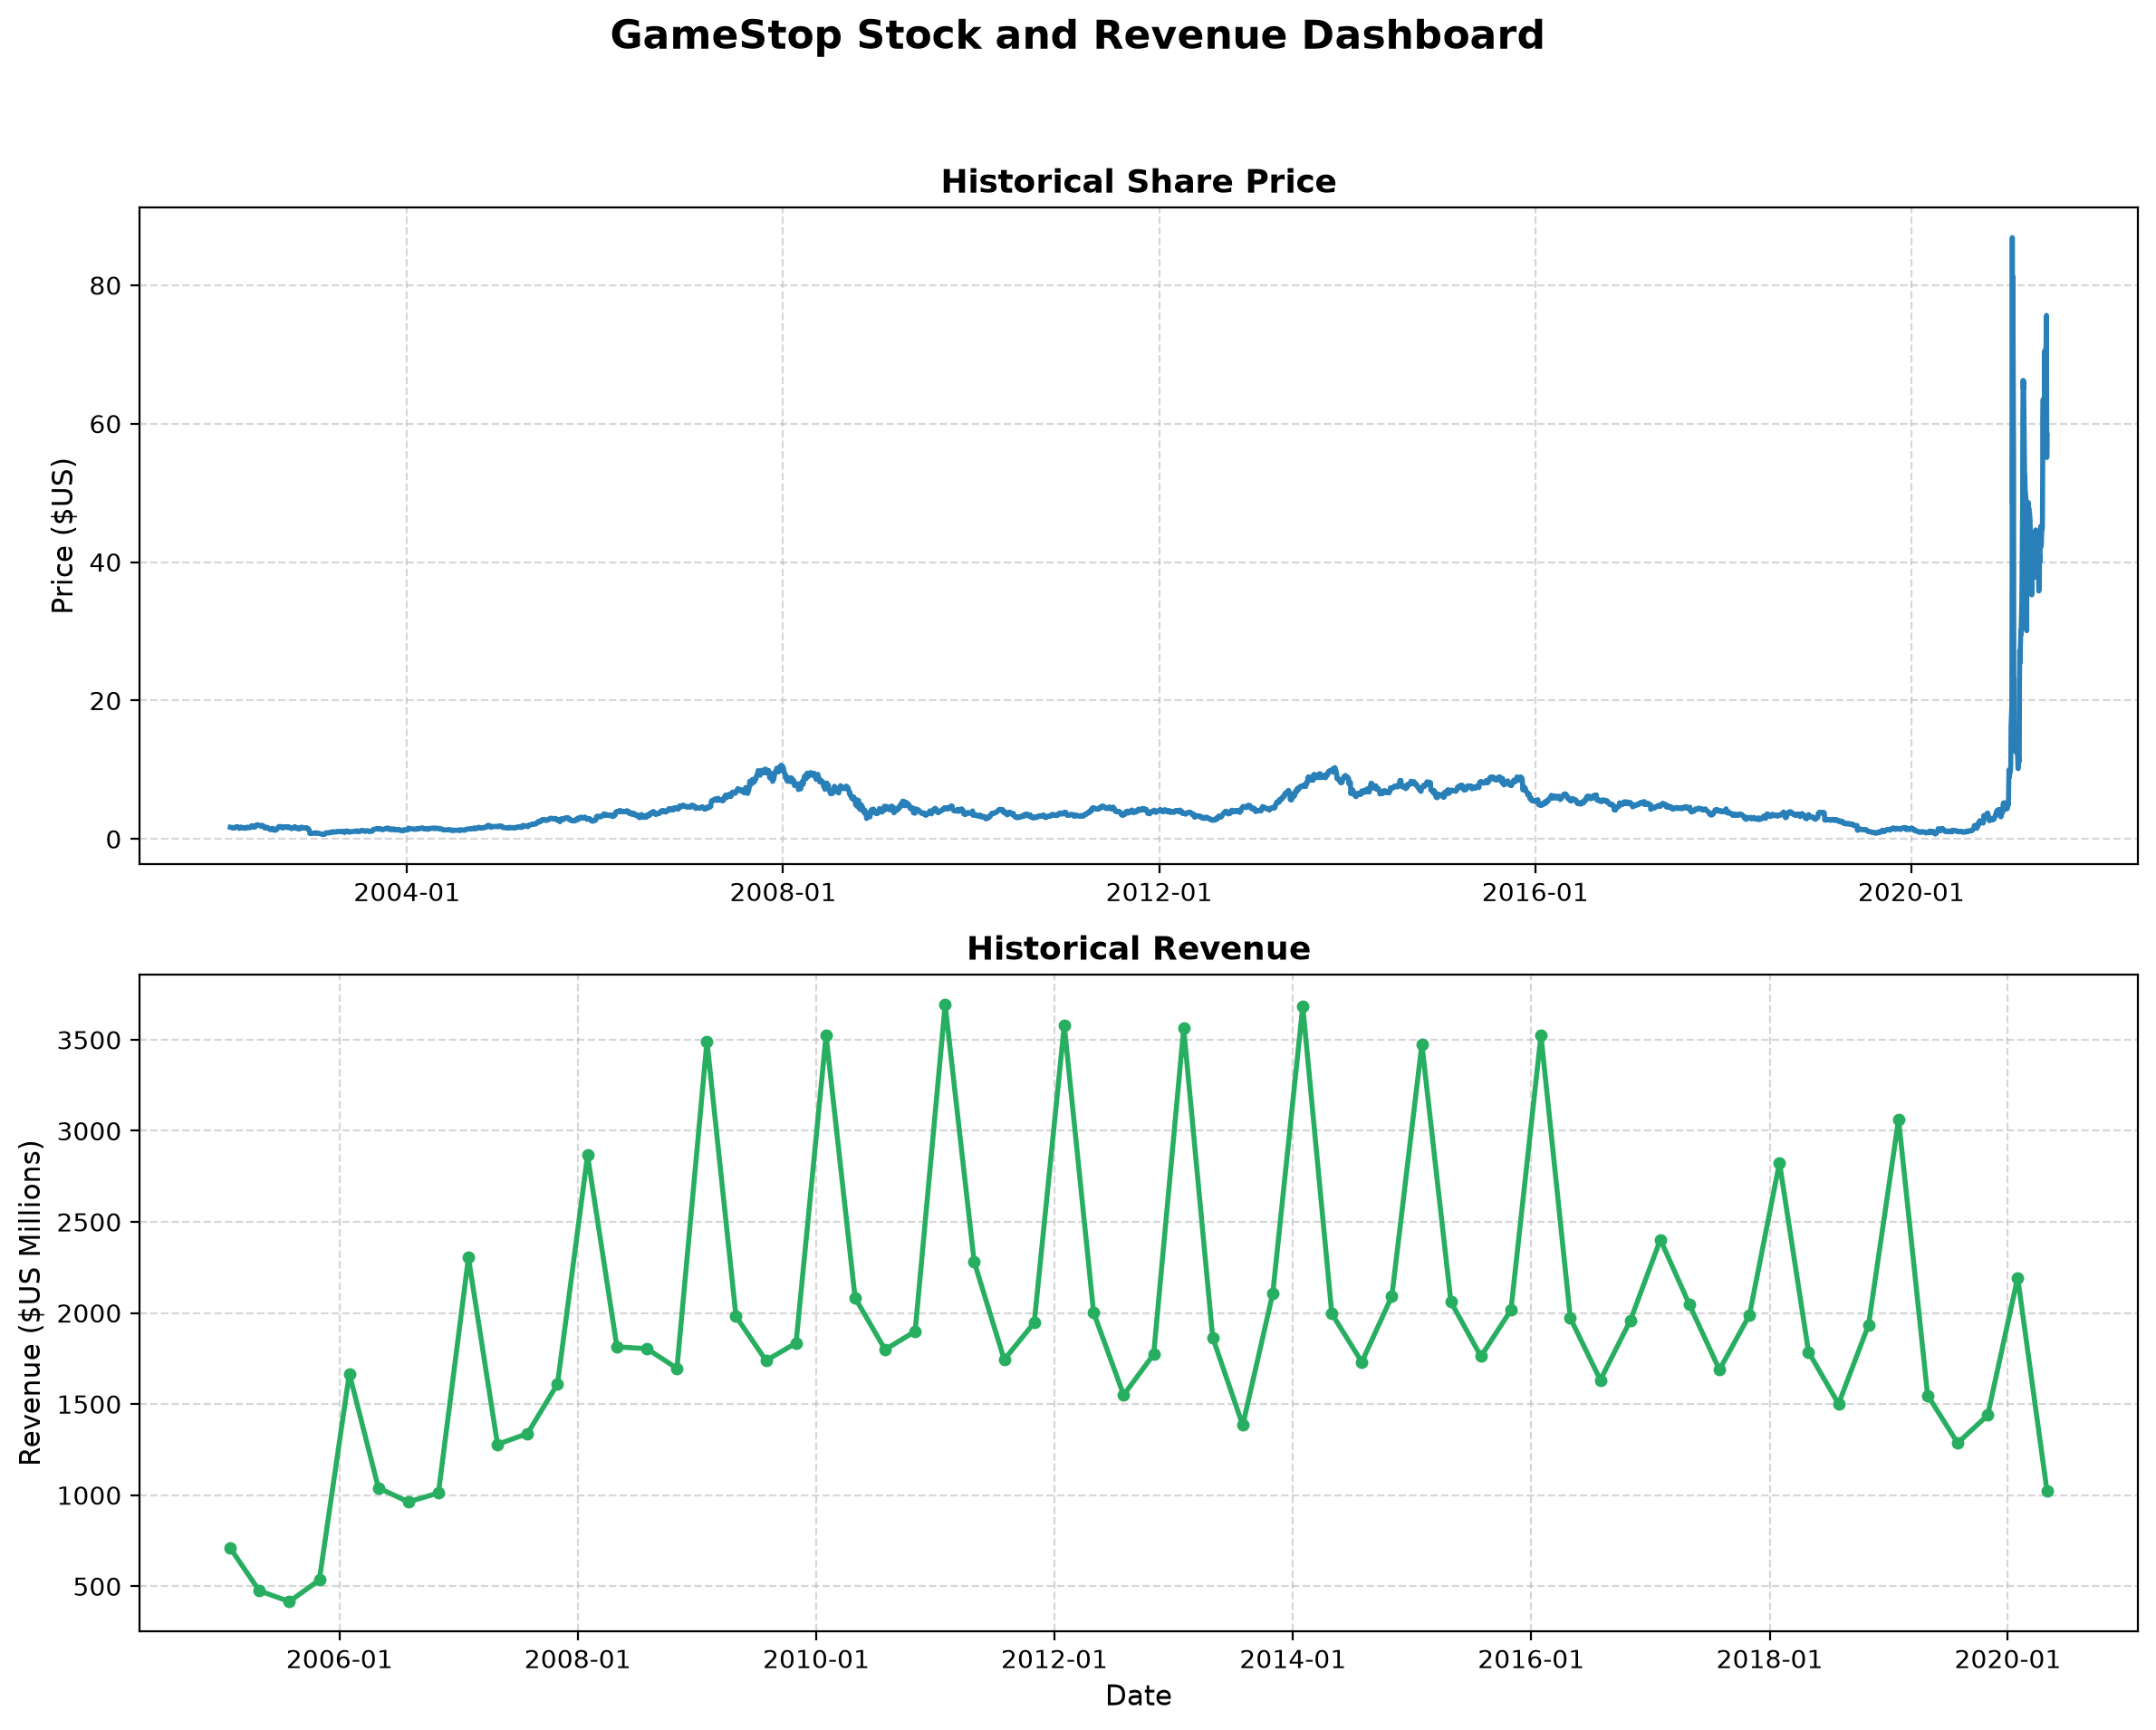 GameStop Stock and Revenue Dashboard
Historical Share Price
Price ($US)
80
60
40
20
0
2004-01 2008-01 2012-01 2016-01 2020-01
Historical Revenue
Revenue ($US Millions)
3500
3000
2500
2000
1500
1000
500
2006-01 2008-01 2010-01 2012-01 2014-01 2016-01 2018-01 2020-01
Date